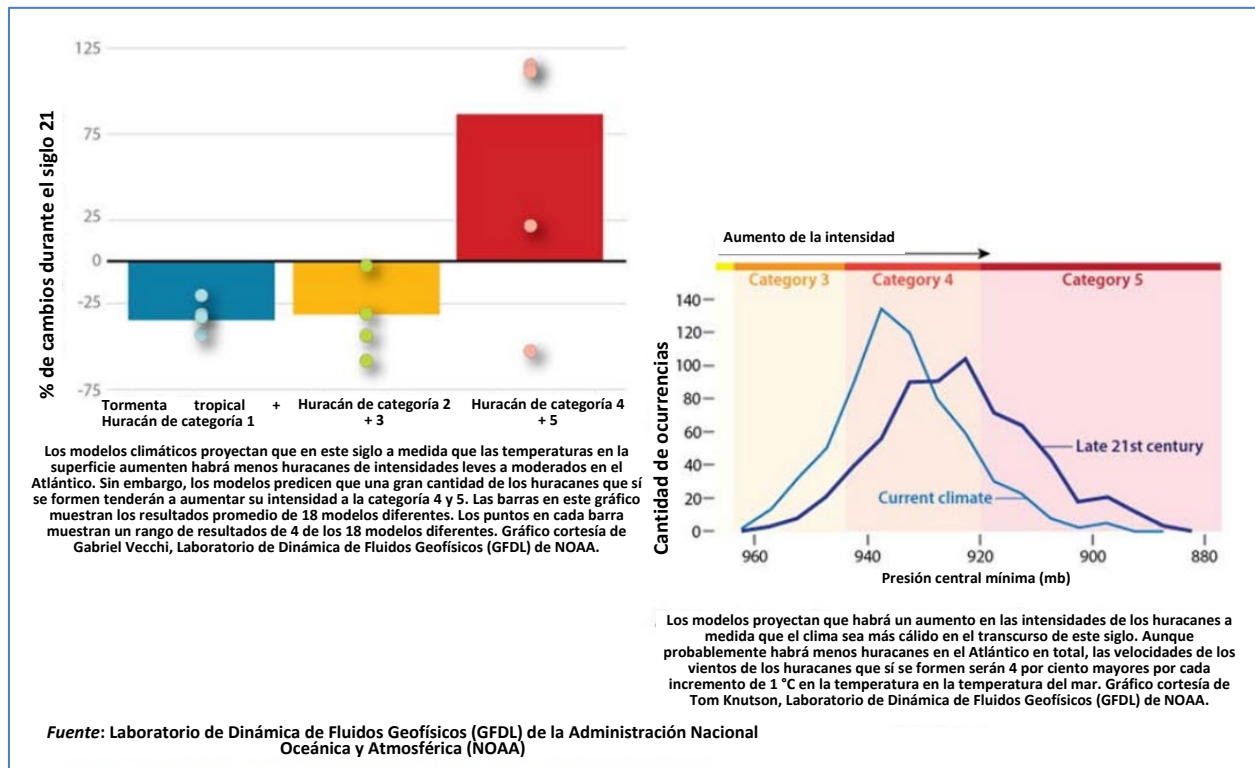 % de cambios durante el siglo 21
125
75
25
0
-25
-75
Tormenta tropical +
Huracán de categoría 1
Huracán de categoría 2
+ 3
Huracán de categoría 4
+ 5
Los modelos climáticos proyectan que en este siglo a medida que las temperaturas en la
superficie aumenten habrá menos huracanes de intensidades leves a moderados en el
Atlántico. Sin embargo, los modelos predicen que una gran cantidad de los huracanes que sí
se formen tenderán a aumentar su intensidad a la categoría 4 y 5. Las barras en este gráfico
muestran los resultados promedio de 18 modelos diferentes. Los puntos en cada barra
muestran un rango de resultados de 4 de los 18 modelos diferentes. Gráfico cortesía de
Gabriel Vecchi, Laboratorio de Dinámica de Fluidos Geofísicos (GFDL) de NOAA.
Aumento de la intensidad
Category 3
Category 4
Category 5
Cantidad de ocurrencias
140
120
100
80
60
40
20
0
Late 21st century
Current climate
960
940
920
900
880
Presión central mínima (mb)
Los modelos proyectan que habrá un aumento en las intensidades de los huracanes a
medida que el clima sea más cálido en el transcurso de este siglo. Aunque
probablemente habrá menos huracanes en el Atlántico en total, las velocidades de los
vientos de los huracanes que sí se formen serán 4 por ciento mayores por cada
incremento de 1 °C en la temperatura en la temperatura del mar. Gráfico cortesía de
Tom Knutson, Laboratorio de Dinámica de Fluidos Geofísicos (GFDL) de NOAA.
Fuente: Laboratorio de Dinámica de Fluidos Geofísicos (GFDL) de la Administración Nacional
Oceánica y Atmosférica (NOAA)